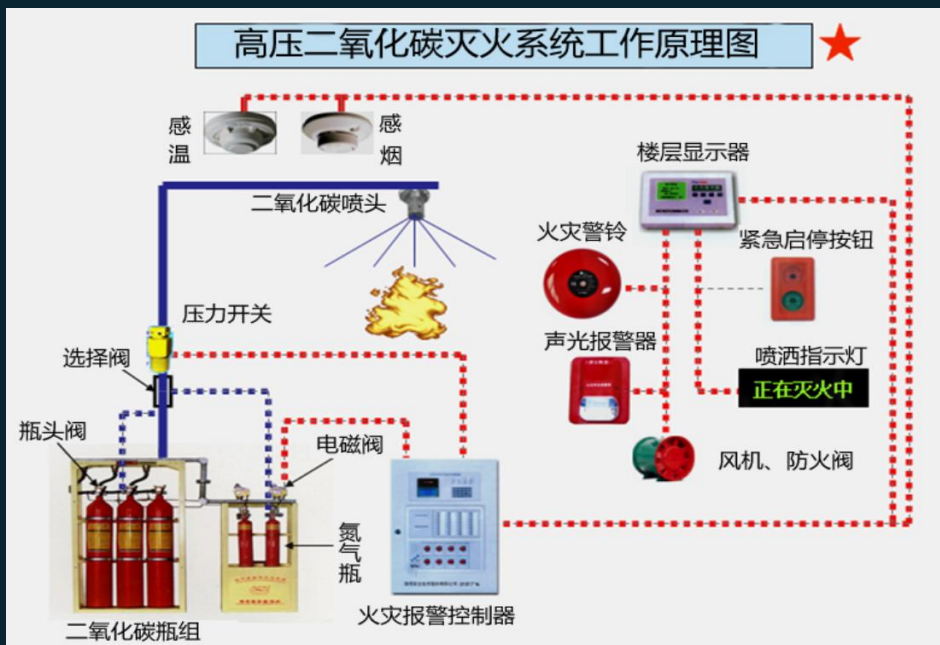 高压二氧化碳灭火系统工作原理图
感温
感烟
楼层显示器
二氧化碳喷头
火灾警铃
紧急启停按钮
压力开关
声光报警器
喷洒指示灯
选择阀
正在灭火中
瓶头阀
电磁阀
风机、防火阀
氮气瓶
火灾报警控制器
二氧化碳瓶组